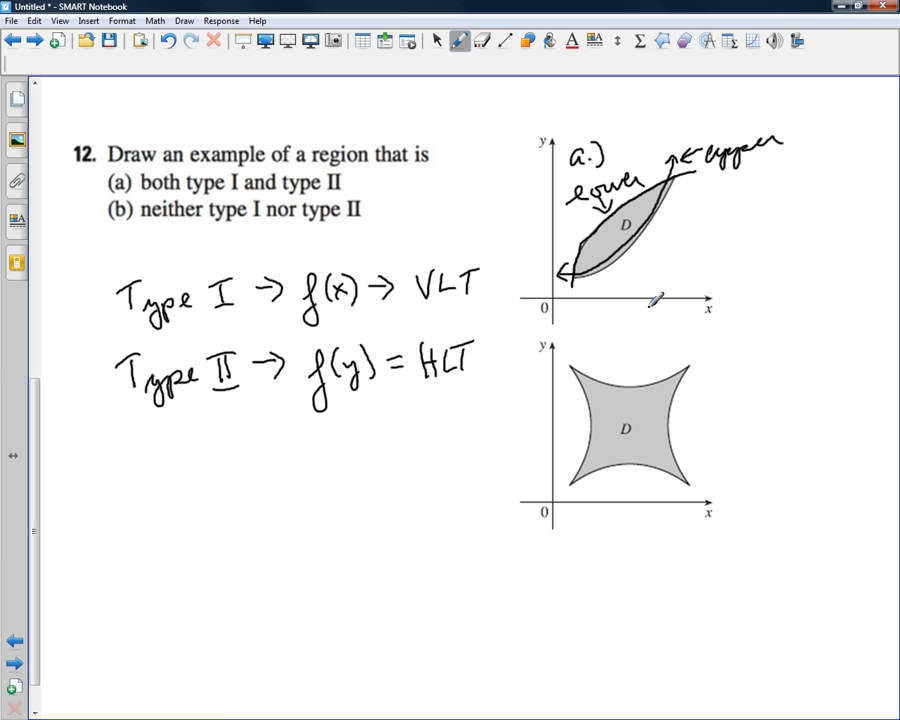 Untitled * - SMART Notebook
File Edit View Insert Format Math Draw Response Help
12. Draw an example of a region that is
(a) both type I and type II
(b) neither type I nor type II
Type I → f(x) → VLT
Type II → f(y) = HLT
y
a.)
← upper
D
0
x
y
D
0
x